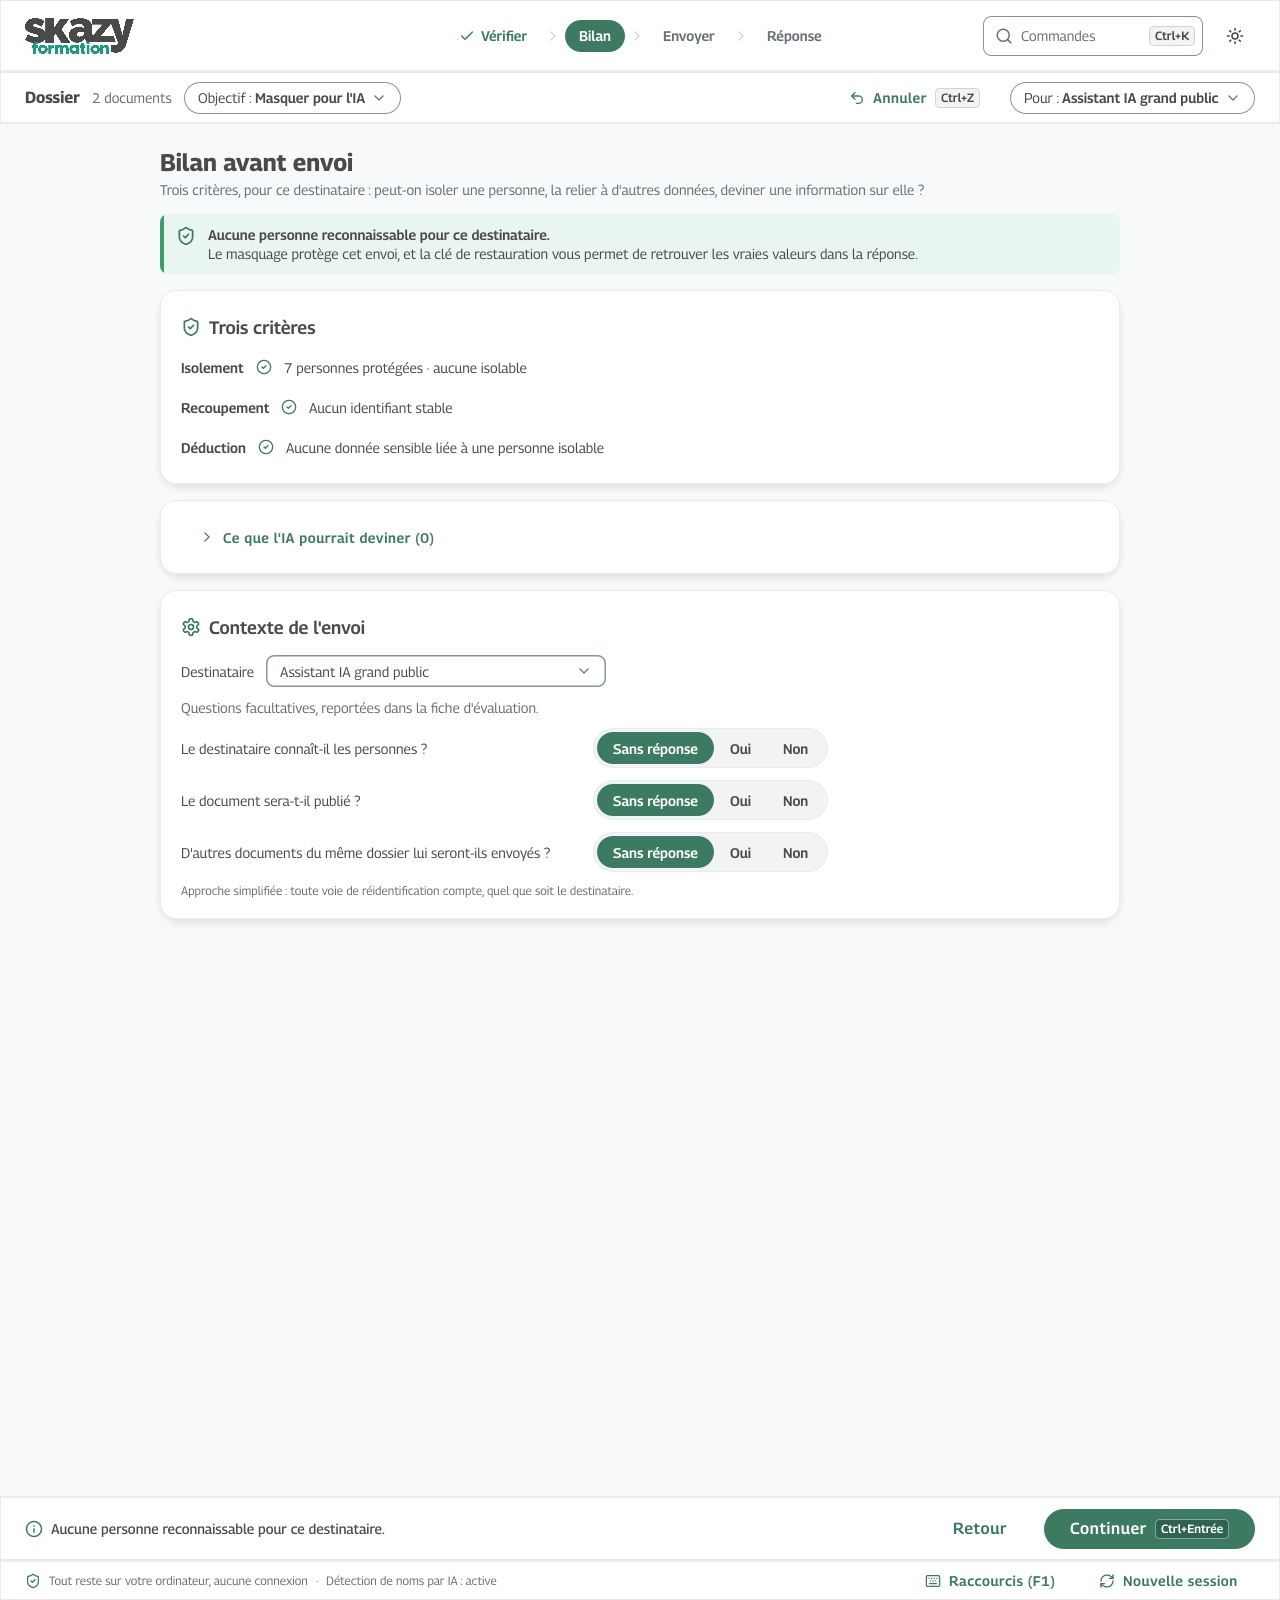 skazy
formation
Vérifier
Bilan
Envoyer
Réponse
Commandes
Ctrl+K
Dossier
2 documents
Objectif : Masquer pour l'IA
Annuler
Ctrl+Z
Pour : Assistant IA grand public
Bilan avant envoi
Trois critères, pour ce destinataire : peut-on isoler une personne, la relier à d'autres données, deviner une information sur elle ?
Aucune personne reconnaissable pour ce destinataire.
Le masquage protège cet envoi, et la clé de restauration vous permet de retrouver les vraies valeurs dans la réponse.
Trois critères
Isolement
7 personnes protégées · aucune isolable
Recoupement
Aucun identifiant stable
Déduction
Aucune donnée sensible liée à une personne isolable
Ce que l'IA pourrait deviner (0)
Contexte de l'envoi
Destinataire
Assistant IA grand public
Questions facultatives, reportées dans la fiche d'évaluation.
Le destinataire connaît-il les personnes ?
Sans réponse Oui Non
Le document sera-t-il publié ?
Sans réponse Oui Non
D'autres documents du même dossier lui seront-ils envoyés ?
Sans réponse Oui Non
Approche simplifiée : toute voie de réidentification compte, quel que soit le destinataire.
Aucune personne reconnaissable pour ce destinataire.
Retour
Continuer
Ctrl+Entrée
Tout reste sur votre ordinateur, aucune connexion · Détection de noms par IA : active
Raccourcis (F1)
Nouvelle session